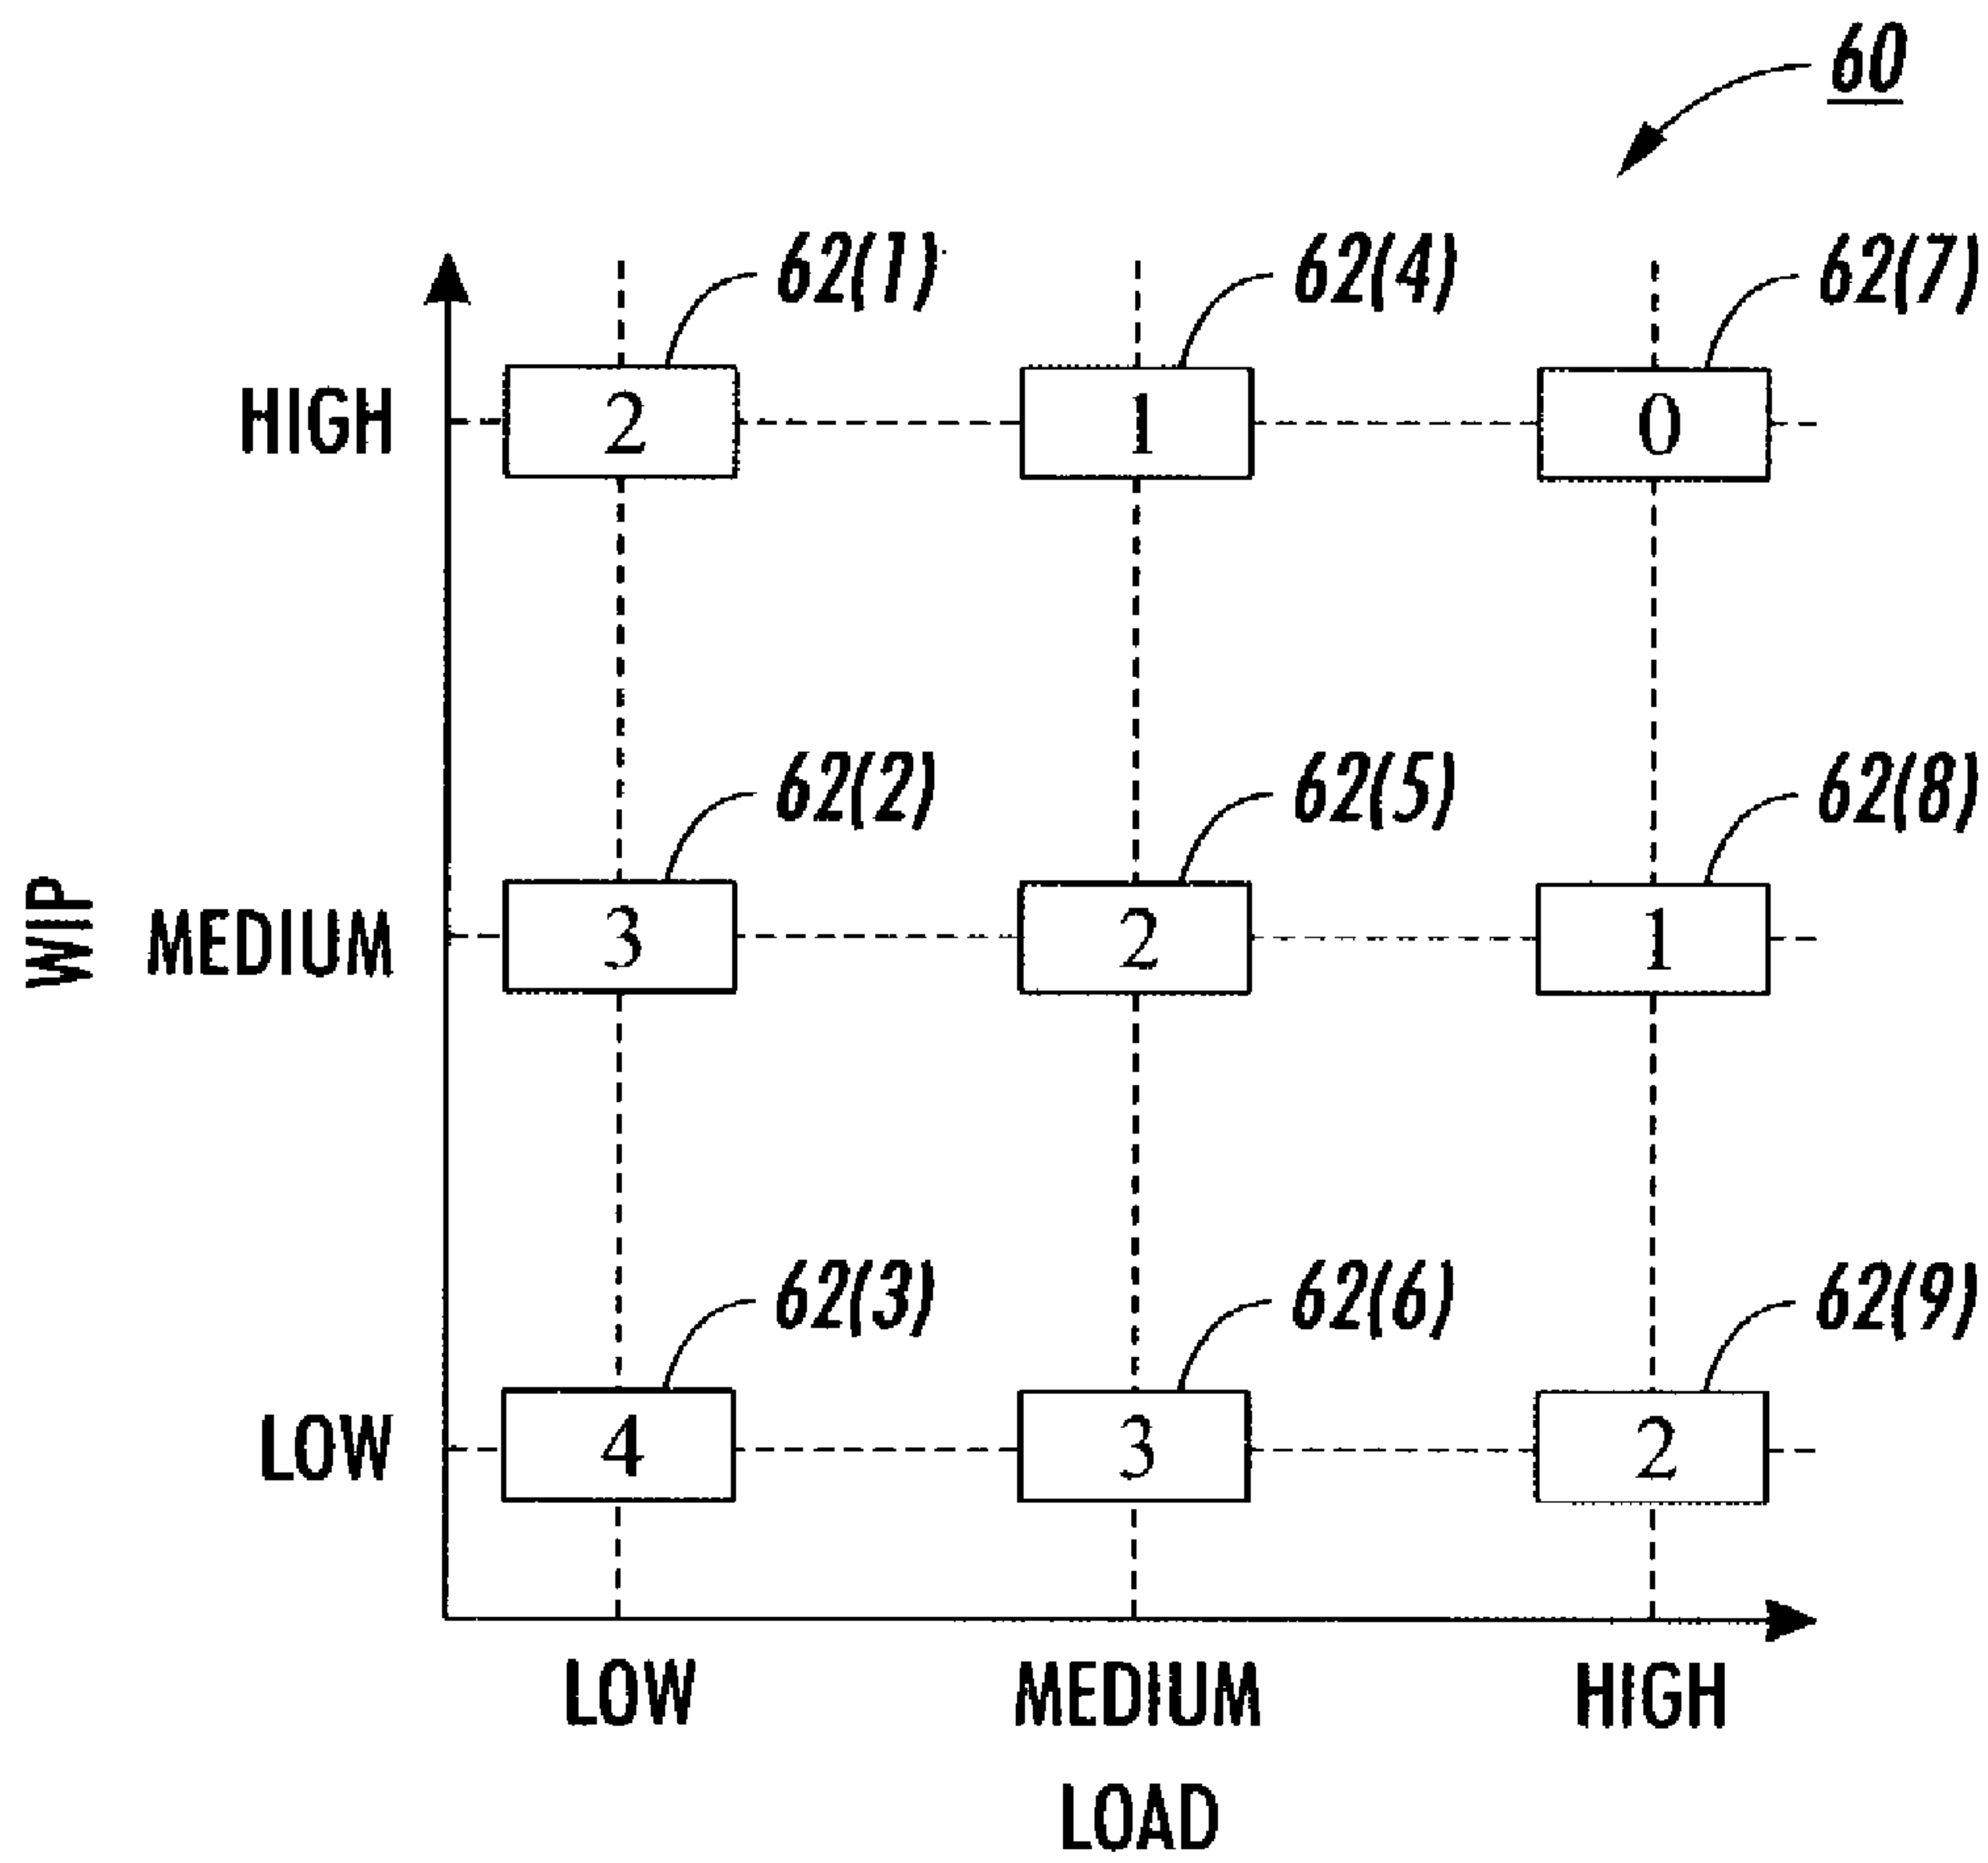 60
62(1) 62(4) 62(7)
HIGH 2 1 0
62(2) 62(5) 62(8)
WIP
MEDIUM 3 2 1
62(3) 62(6) 62(9)
LOW 4 3 2
LOW MEDIUM HIGH
LOAD